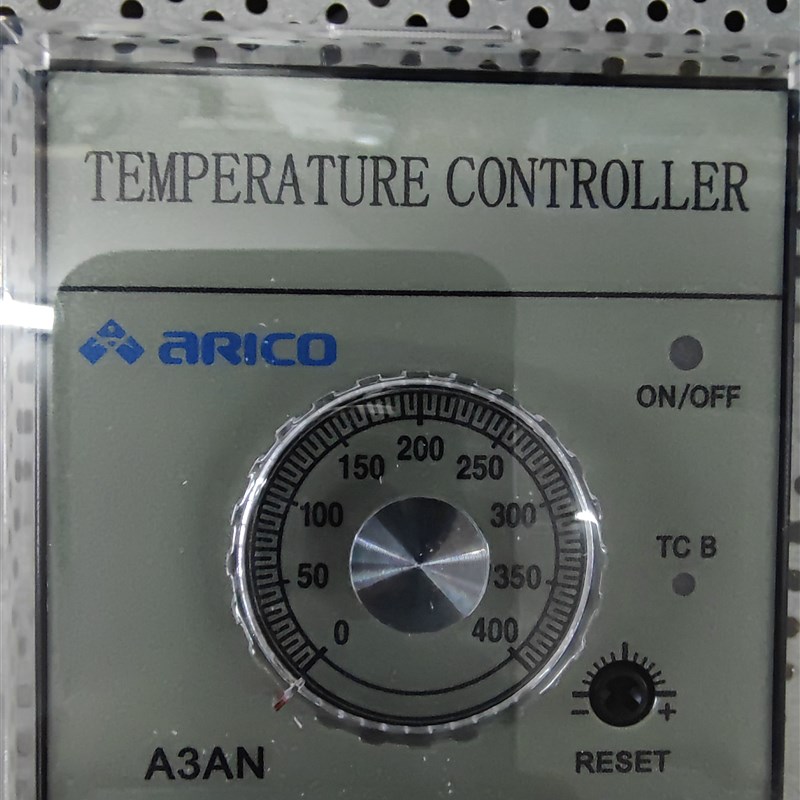 TEMPERATURE CONTROLLER
ARICO
ON/OFF
200
150 250
100 300
TC B
50 350
0 400
- +
A3AN RESET